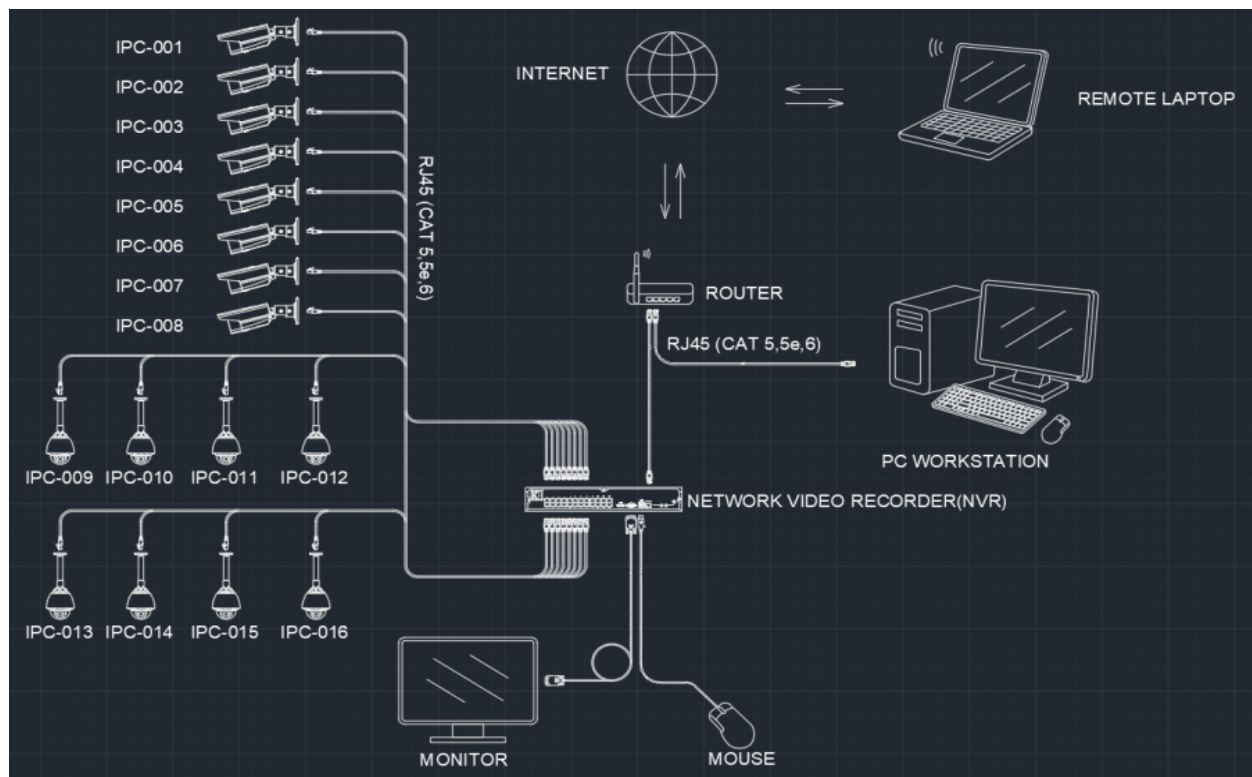 IPC-001
IPC-002
IPC-003
IPC-004
IPC-005
IPC-006
IPC-007
IPC-008
RJ45 (CAT 5,5e,6)
INTERNET
REMOTE LAPTOP
ROUTER
RJ45 (CAT 5,5e,6)
PC WORKSTATION
IPC-009 IPC-010 IPC-011 IPC-012
NETWORK VIDEO RECORDER(NVR)
IPC-013 IPC-014 IPC-015 IPC-016
MONITOR
MOUSE